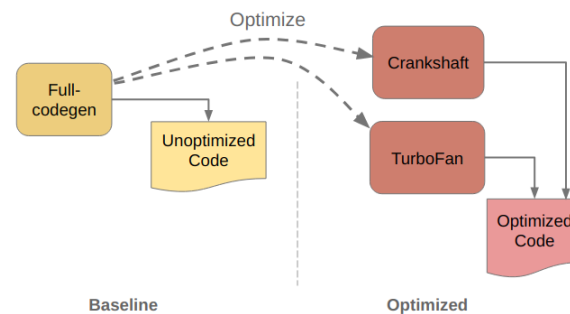 Optimize
Full-
codegen
Crankshaft
Unoptimized
Code
TurboFan
Optimized
Code
Baseline
Optimized